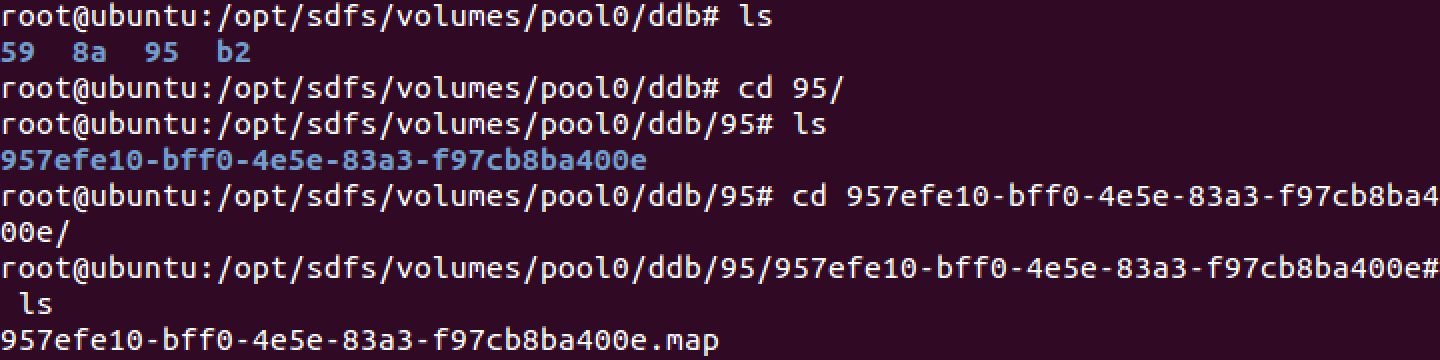 root@ubuntu:/opt/sdfs/volumes/pool0/ddb# ls
59  8a  95  b2
root@ubuntu:/opt/sdfs/volumes/pool0/ddb# cd 95/
root@ubuntu:/opt/sdfs/volumes/pool0/ddb/95# ls
957efe10-bff0-4e5e-83a3-f97cb8ba400e
root@ubuntu:/opt/sdfs/volumes/pool0/ddb/95# cd 957efe10-bff0-4e5e-83a3-f97cb8ba4
00e/
root@ubuntu:/opt/sdfs/volumes/pool0/ddb/95/957efe10-bff0-4e5e-83a3-f97cb8ba400e#
 ls
957efe10-bff0-4e5e-83a3-f97cb8ba400e.map